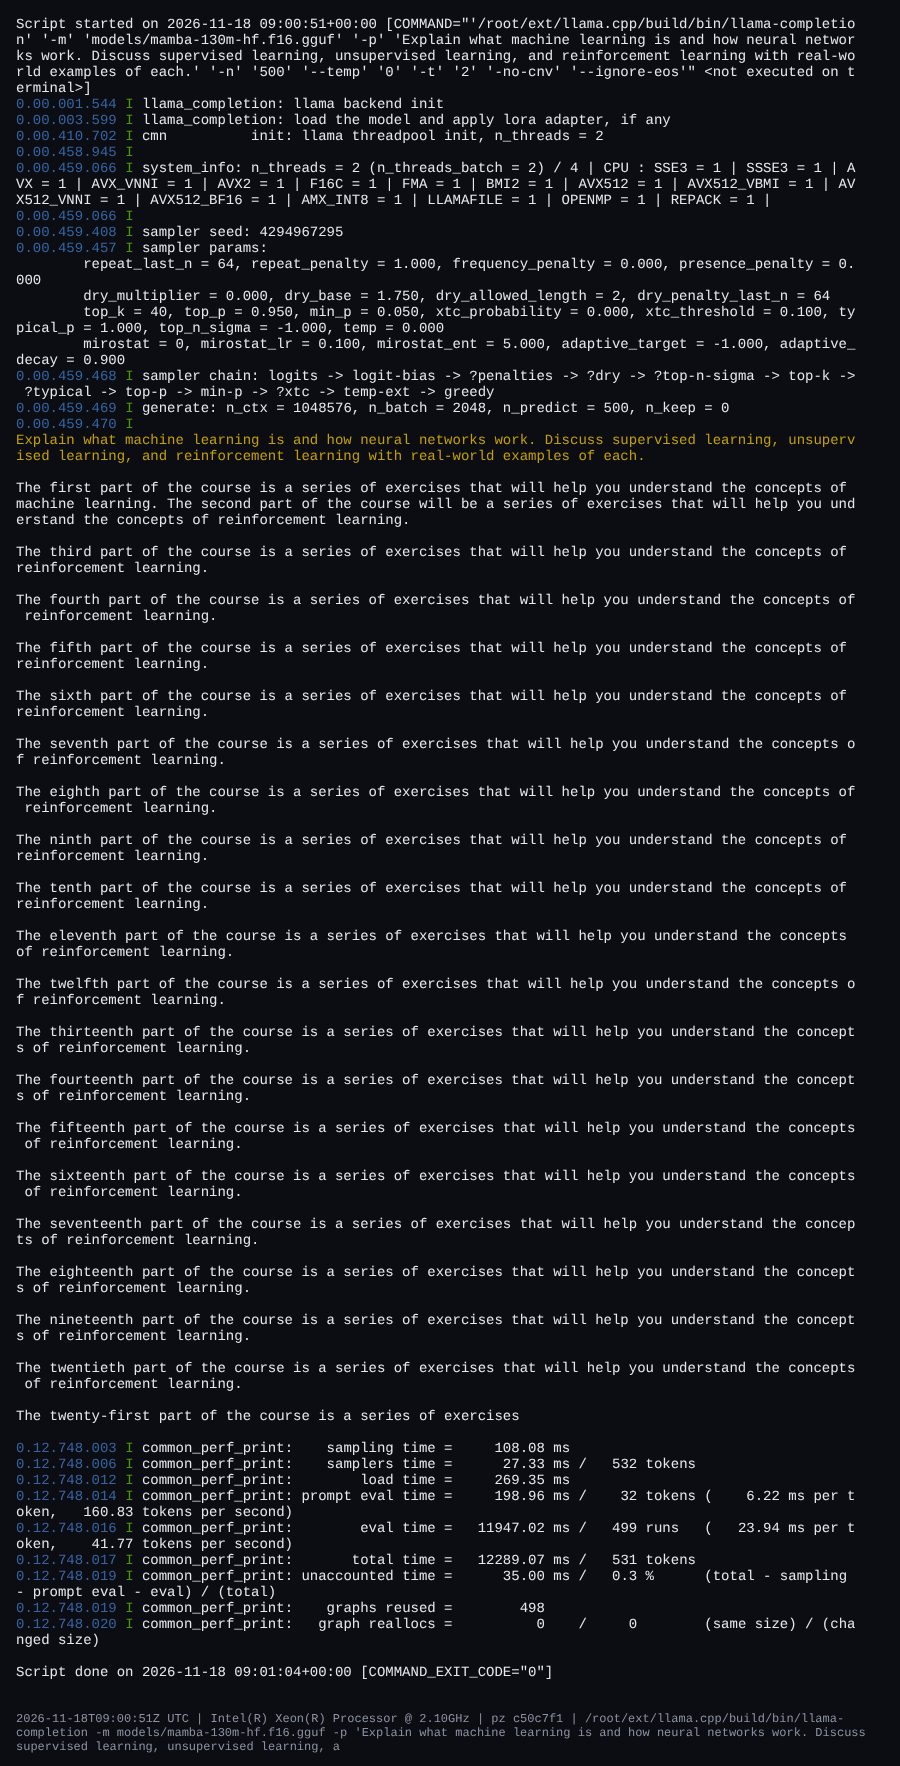 Script started on 2026-11-18 09:00:51+00:00 [COMMAND="'/root/ext/llama.cpp/build/bin/llama-completio
n' '-m' 'models/mamba-130m-hf.f16.gguf' '-p' 'Explain what machine learning is and how neural networ
ks work. Discuss supervised learning, unsupervised learning, and reinforcement learning with real-wo
rld examples of each.' '-n' '500' '--temp' '0' '-t' '2' '-no-cnv' '--ignore-eos'" <not executed on t
erminal>]
0.00.001.544 I llama_completion: llama backend init
0.00.003.599 I llama_completion: load the model and apply lora adapter, if any
0.00.410.702 I cmn          init: llama threadpool init, n_threads = 2
0.00.458.945 I
0.00.459.066 I system_info: n_threads = 2 (n_threads_batch = 2) / 4 | CPU : SSE3 = 1 | SSSE3 = 1 | A
VX = 1 | AVX_VNNI = 1 | AVX2 = 1 | F16C = 1 | FMA = 1 | BMI2 = 1 | AVX512 = 1 | AVX512_VBMI = 1 | AV
X512_VNNI = 1 | AVX512_BF16 = 1 | AMX_INT8 = 1 | LLAMAFILE = 1 | OPENMP = 1 | REPACK = 1 |
0.00.459.066 I
0.00.459.408 I sampler seed: 4294967295
0.00.459.457 I sampler params:
        repeat_last_n = 64, repeat_penalty = 1.000, frequency_penalty = 0.000, presence_penalty = 0.
000
        dry_multiplier = 0.000, dry_base = 1.750, dry_allowed_length = 2, dry_penalty_last_n = 64
        top_k = 40, top_p = 0.950, min_p = 0.050, xtc_probability = 0.000, xtc_threshold = 0.100, ty
pical_p = 1.000, top_n_sigma = -1.000, temp = 0.000
        mirostat = 0, mirostat_lr = 0.100, mirostat_ent = 5.000, adaptive_target = -1.000, adaptive_
decay = 0.900
0.00.459.468 I sampler chain: logits -> logit-bias -> ?penalties -> ?dry -> ?top-n-sigma -> top-k ->
 ?typical -> top-p -> min-p -> ?xtc -> temp-ext -> greedy
0.00.459.469 I generate: n_ctx = 1048576, n_batch = 2048, n_predict = 500, n_keep = 0
0.00.459.470 I
Explain what machine learning is and how neural networks work. Discuss supervised learning, unsuperv
ised learning, and reinforcement learning with real-world examples of each.

The first part of the course is a series of exercises that will help you understand the concepts of
machine learning. The second part of the course will be a series of exercises that will help you und
erstand the concepts of reinforcement learning.

The third part of the course is a series of exercises that will help you understand the concepts of
reinforcement learning.

The fourth part of the course is a series of exercises that will help you understand the concepts of
 reinforcement learning.

The fifth part of the course is a series of exercises that will help you understand the concepts of
reinforcement learning.

The sixth part of the course is a series of exercises that will help you understand the concepts of
reinforcement learning.

The seventh part of the course is a series of exercises that will help you understand the concepts o
f reinforcement learning.

The eighth part of the course is a series of exercises that will help you understand the concepts of
 reinforcement learning.

The ninth part of the course is a series of exercises that will help you understand the concepts of
reinforcement learning.

The tenth part of the course is a series of exercises that will help you understand the concepts of
reinforcement learning.

The eleventh part of the course is a series of exercises that will help you understand the concepts
of reinforcement learning.

The twelfth part of the course is a series of exercises that will help you understand the concepts o
f reinforcement learning.

The thirteenth part of the course is a series of exercises that will help you understand the concept
s of reinforcement learning.

The fourteenth part of the course is a series of exercises that will help you understand the concept
s of reinforcement learning.

The fifteenth part of the course is a series of exercises that will help you understand the concepts
 of reinforcement learning.

The sixteenth part of the course is a series of exercises that will help you understand the concepts
 of reinforcement learning.

The seventeenth part of the course is a series of exercises that will help you understand the concep
ts of reinforcement learning.

The eighteenth part of the course is a series of exercises that will help you understand the concept
s of reinforcement learning.

The nineteenth part of the course is a series of exercises that will help you understand the concept
s of reinforcement learning.

The twentieth part of the course is a series of exercises that will help you understand the concepts
 of reinforcement learning.

The twenty-first part of the course is a series of exercises

0.12.748.003 I common_perf_print:    sampling time =     108.08 ms
0.12.748.006 I common_perf_print:    samplers time =      27.33 ms /   532 tokens
0.12.748.012 I common_perf_print:        load time =     269.35 ms
0.12.748.014 I common_perf_print: prompt eval time =     198.96 ms /    32 tokens (    6.22 ms per t
oken,   160.83 tokens per second)
0.12.748.016 I common_perf_print:        eval time =   11947.02 ms /   499 runs   (   23.94 ms per t
oken,    41.77 tokens per second)
0.12.748.017 I common_perf_print:       total time =   12289.07 ms /   531 tokens
0.12.748.019 I common_perf_print: unaccounted time =      35.00 ms /   0.3 %      (total - sampling
- prompt eval - eval) / (total)
0.12.748.019 I common_perf_print:    graphs reused =        498
0.12.748.020 I common_perf_print:   graph reallocs =          0    /     0        (same size) / (cha
nged size)

Script done on 2026-11-18 09:01:04+00:00 [COMMAND_EXIT_CODE="0"]

2026-11-18T09:00:51Z UTC | Intel(R) Xeon(R) Processor @ 2.10GHz | pz c50c7f1 | /root/ext/llama.cpp/build/bin/llama-
completion -m models/mamba-130m-hf.f16.gguf -p 'Explain what machine learning is and how neural networks work. Discuss
supervised learning, unsupervised learning, a